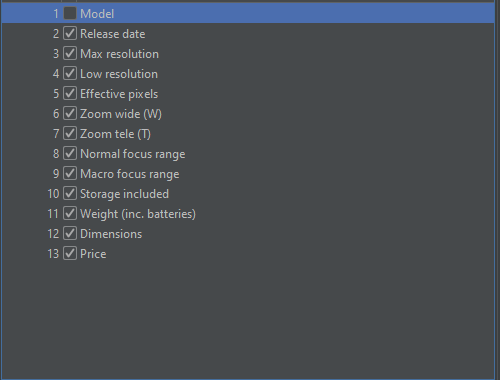 1 Model
2 Release date
3 Max resolution
4 Low resolution
5 Effective pixels
6 Zoom wide (W)
7 Zoom tele (T)
8 Normal focus range
9 Macro focus range
10 Storage included
11 Weight (inc. batteries)
12 Dimensions
13 Price